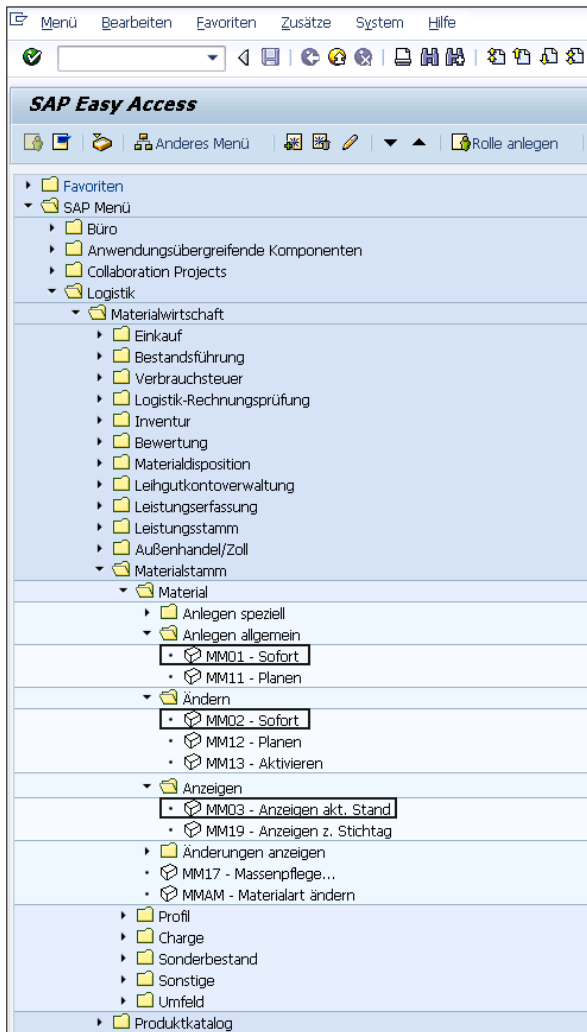 Menü Bearbeiten Favoriten Zusätze System Hilfe
SAP Easy Access
Anderes Menü Rolle anlegen
Favoriten
SAP Menü
Büro
Anwendungsübergreifende Komponenten
Collaboration Projects
Logistik
Materialwirtschaft
Einkauf
Bestandsführung
Verbrauchsteuer
Logistik-Rechnungsprüfung
Inventur
Bewertung
Materialdisposition
Leihgutkontoverwaltung
Leistungserfassung
Leistungsstamm
Außenhandel/Zoll
Materialstamm
Material
Anlegen speziell
Anlegen allgemein
MM01 - Sofort
MM11 - Planen
Ändern
MM02 - Sofort
MM12 - Planen
MM13 - Aktivieren
Anzeigen
MM03 - Anzeigen akt. Stand
MM19 - Anzeigen z. Stichtag
Änderungen anzeigen
MM17 - Massenpflege...
MMAM - Materialart ändern
Profil
Charge
Sonderbestand
Sonstige
Umfeld
Produktkatalog